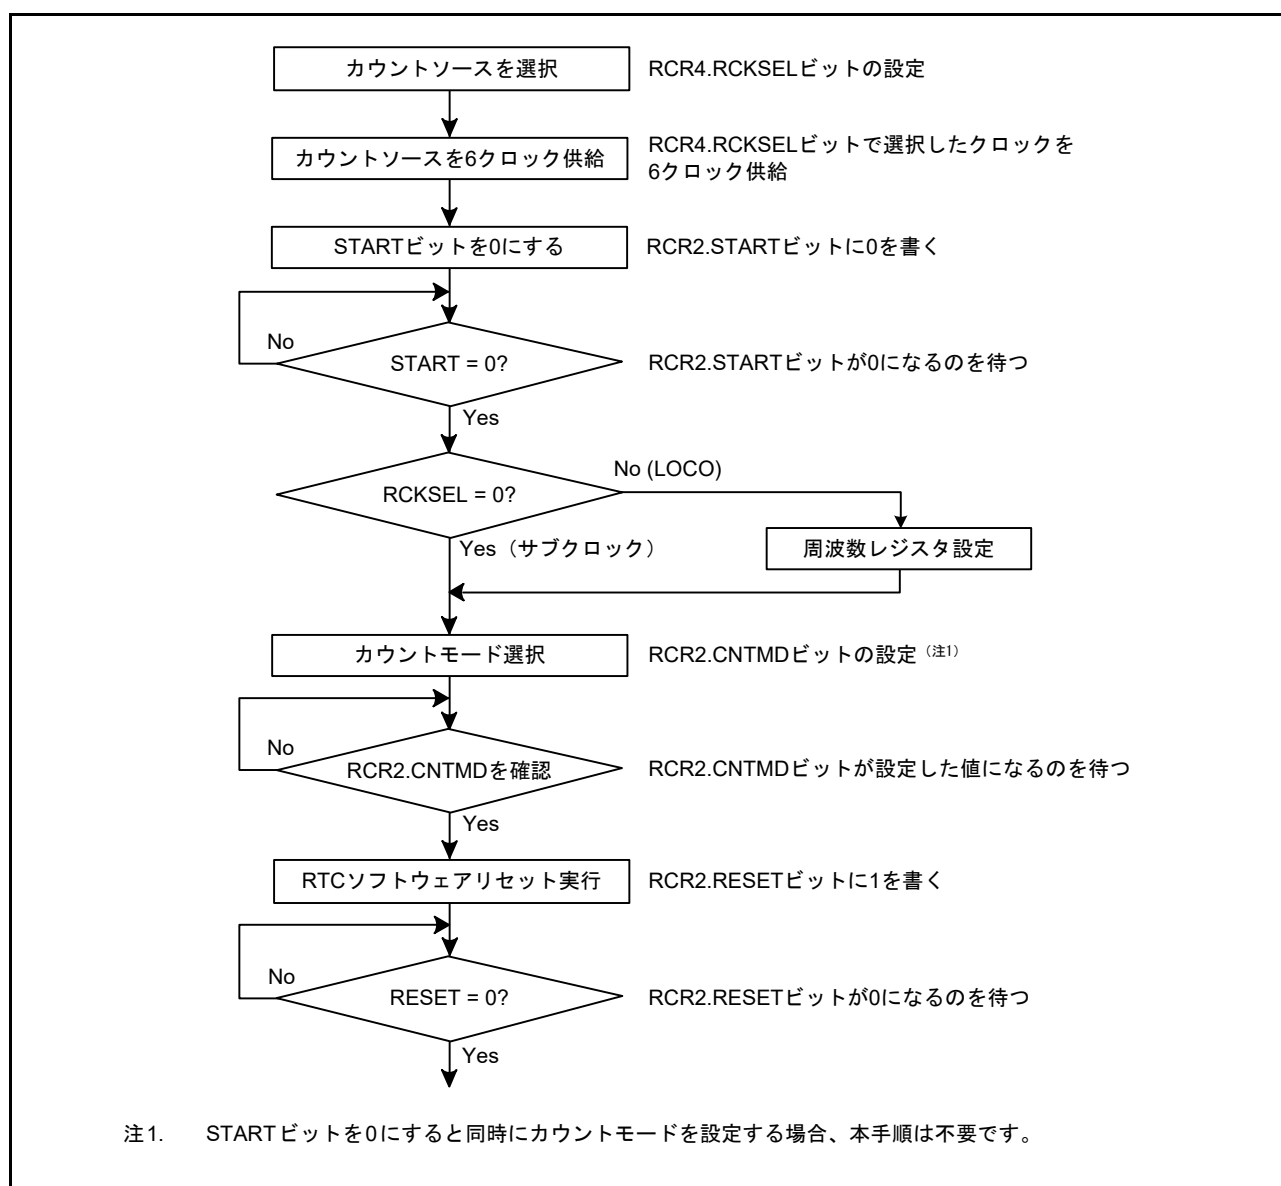 カウントソースを選択
RCR4.RCKSELビットの設定
カウントソースを6クロック供給
RCR4.RCKSELビットで選択したクロックを
6クロック供給
STARTビットを0にする
RCR2.STARTビットに0を書く
No
START = 0?
RCR2.STARTビットが0になるのを待つ
Yes
No (LOCO)
RCKSEL = 0?
Yes（サブクロック）
周波数レジスタ設定
カウントモード選択
RCR2.CNTMDビットの設定（注1）
No
RCR2.CNTMDを確認
RCR2.CNTMDビットが設定した値になるのを待つ
Yes
RTCソフトウェアリセット実行
RCR2.RESETビットに1を書く
No
RESET = 0?
RCR2.RESETビットが0になるのを待つ
Yes
注1. STARTビットを0にすると同時にカウントモードを設定する場合、本手順は不要です。